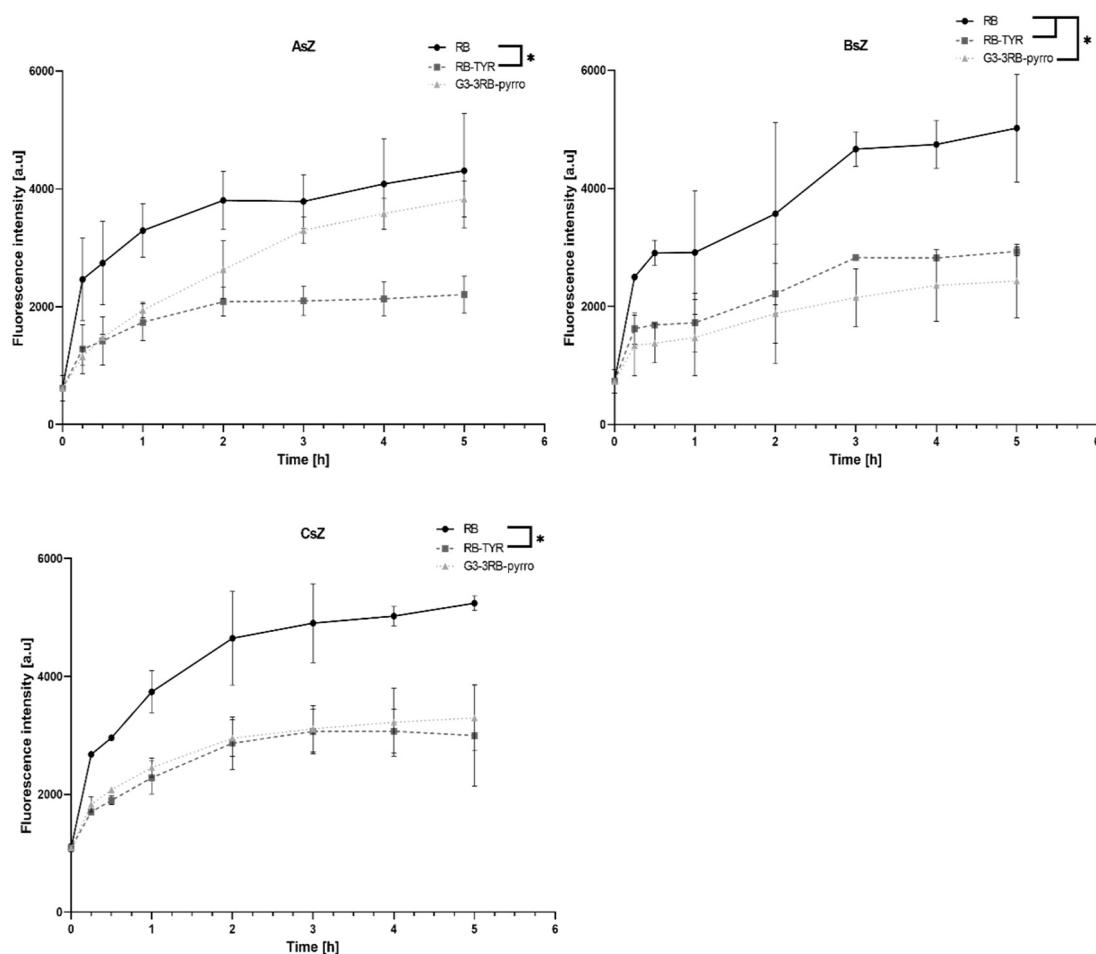 AsZ
RB
RB-TYR
G3-3RB-pyrro
*
Fluorescence intensity [a.u]
6000
4000
2000
0
0 1 2 3 4 5 6
Time [h]
BsZ
RB
RB-TYR
G3-3RB-pyrro
*
Fluorescence intensity [a.u]
6000
4000
2000
0
0 1 2 3 4 5 6
Time [h]
CsZ
RB
RB-TYR
G3-3RB-pyrro
*
Fluorescence intensity [a.u]
6000
4000
2000
0
0 1 2 3 4 5 6
Time [h]